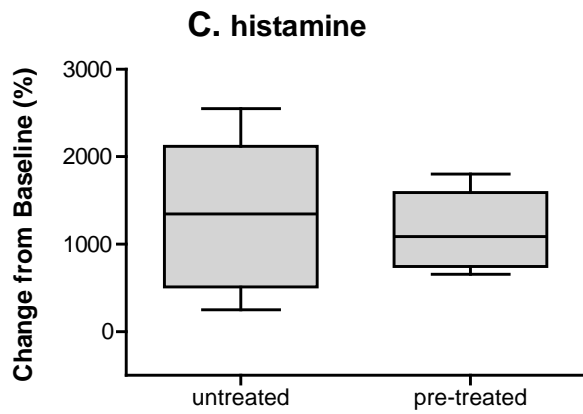 C. histamine
Change from Baseline (%)
3000
2000
1000
0
untreated pre-treated